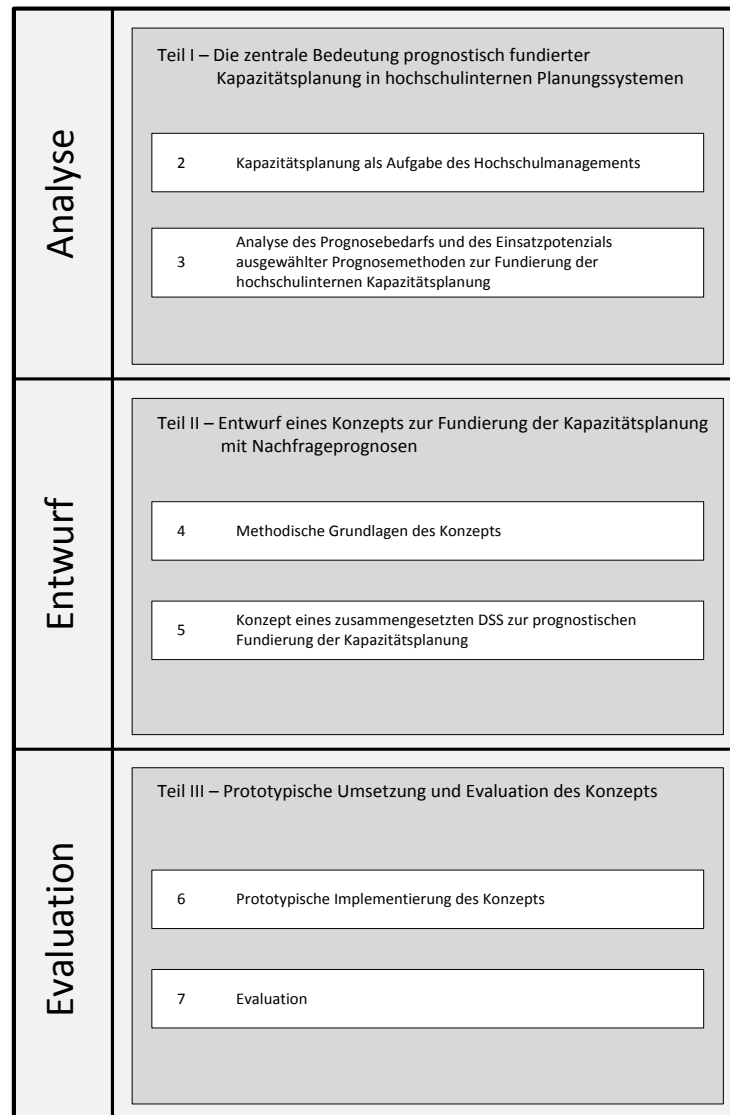 Analyse
Teil I – Die zentrale Bedeutung prognostisch fundierter
Kapazitätsplanung in hochschulinternen Planungssystemen
2 Kapazitätsplanung als Aufgabe des Hochschulmanagements
Analyse des Prognosebedarfs und des Einsatzpotenzials
3 ausgewählter Prognosemethoden zur Fundierung der
hochschulinternen Kapazitätsplanung
Entwurf
Teil II – Entwurf eines Konzepts zur Fundierung der Kapazitätsplanung
mit Nachfrageprognosen
4 Methodische Grundlagen des Konzepts
5 Konzept eines zusammengesetzten DSS zur prognostischen
Fundierung der Kapazitätsplanung
Evaluation
Teil III – Prototypische Umsetzung und Evaluation des Konzepts
6 Prototypische Implementierung des Konzepts
7 Evaluation